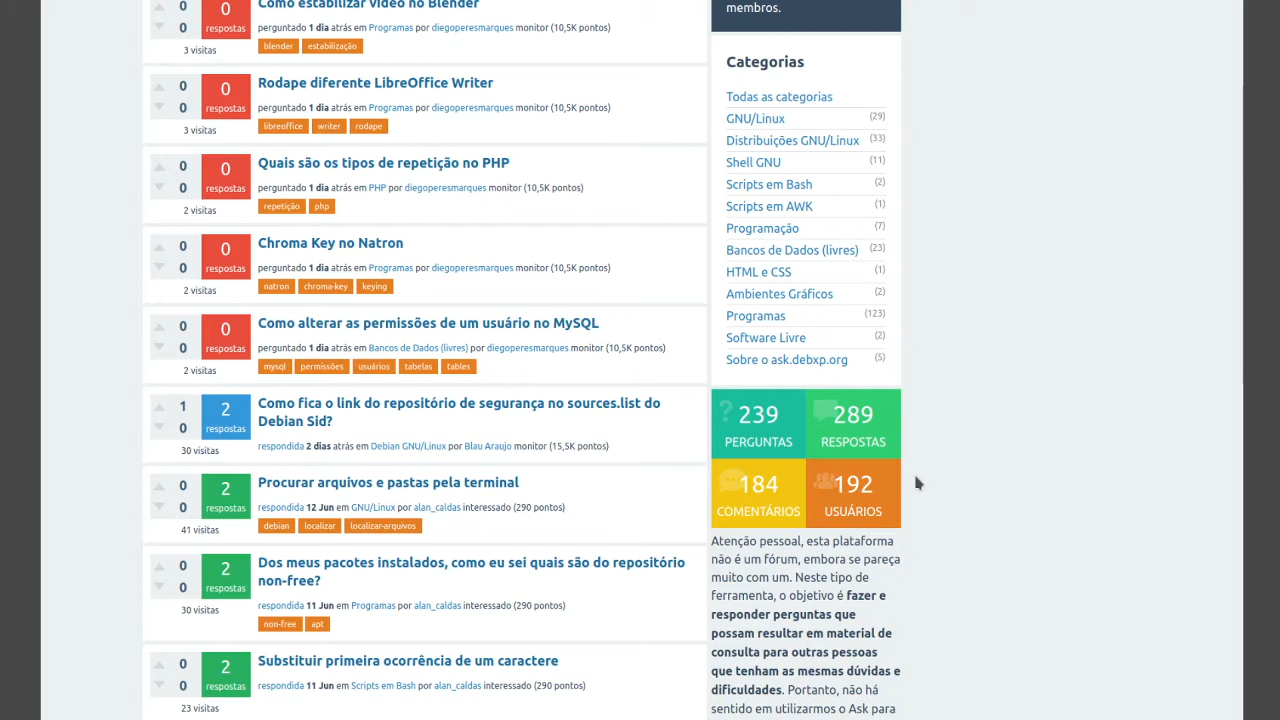 0
0
0
respostas
3 visitas
Como estabilizar vídeo no Blender
perguntado 1 dia atrás em Programas por diegoperesmarques monitor (10,5K pontos)
blender estabilização
0
0
0
respostas
3 visitas
Rodape diferente LibreOffice Writer
perguntado 1 dia atrás em Programas por diegoperesmarques monitor (10,5K pontos)
libreoffice writer rodape
0
0
0
respostas
2 visitas
Quais são os tipos de repetição no PHP
perguntado 1 dia atrás em PHP por diegoperesmarques monitor (10,5K pontos)
repetição php
0
0
0
respostas
2 visitas
Chroma Key no Natron
perguntado 1 dia atrás em Programas por diegoperesmarques monitor (10,5K pontos)
natron chroma-key keying
0
0
0
respostas
2 visitas
Como alterar as permissões de um usuário no MySQL
perguntado 1 dia atrás em Bancos de Dados (livres) por diegoperesmarques monitor (10,5K pontos)
mysql permissões usuários tabelas tables
1
0
2
respostas
30 visitas
Como fica o link do repositório de segurança no sources.list do
Debian Sid?
respondida 2 dias atrás em Debian GNU/Linux por Blau Araujo monitor (15,5K pontos)
0
0
2
respostas
41 visitas
Procurar arquivos e pastas pela terminal
respondida 12 Jun em GNU/Linux por alan_caldas interessado (290 pontos)
debian localizar localizar-arquivos
0
0
2
respostas
30 visitas
Dos meus pacotes instalados, como eu sei quais são do repositório
non-free?
respondida 11 Jun em Programas por alan_caldas interessado (290 pontos)
non-free apt
0
0
2
respostas
23 visitas
Substituir primeira ocorrência de um caractere
respondida 11 Jun em Scripts em Bash por alan_caldas interessado (290 pontos)
membros.
Categorias
Todas as categorias
GNU/Linux (29)
Distribuições GNU/Linux (33)
Shell GNU (11)
Scripts em Bash (2)
Scripts em AWK (1)
Programação (7)
Bancos de Dados (livres) (23)
HTML e CSS (1)
Ambientes Gráficos (2)
Programas (123)
Software Livre (2)
Sobre o ask.debxp.org (5)
239
PERGUNTAS
289
RESPOSTAS
184
COMENTÁRIOS
192
USUÁRIOS
Atenção pessoal, esta plataforma
não é um fórum, embora se pareça
muito com um. Neste tipo de
ferramenta, o objetivo é fazer e
responder perguntas que
possam resultar em material de
consulta para outras pessoas
que tenham as mesmas dúvidas e
dificuldades. Portanto, não há
sentido em utilizarmos o Ask para